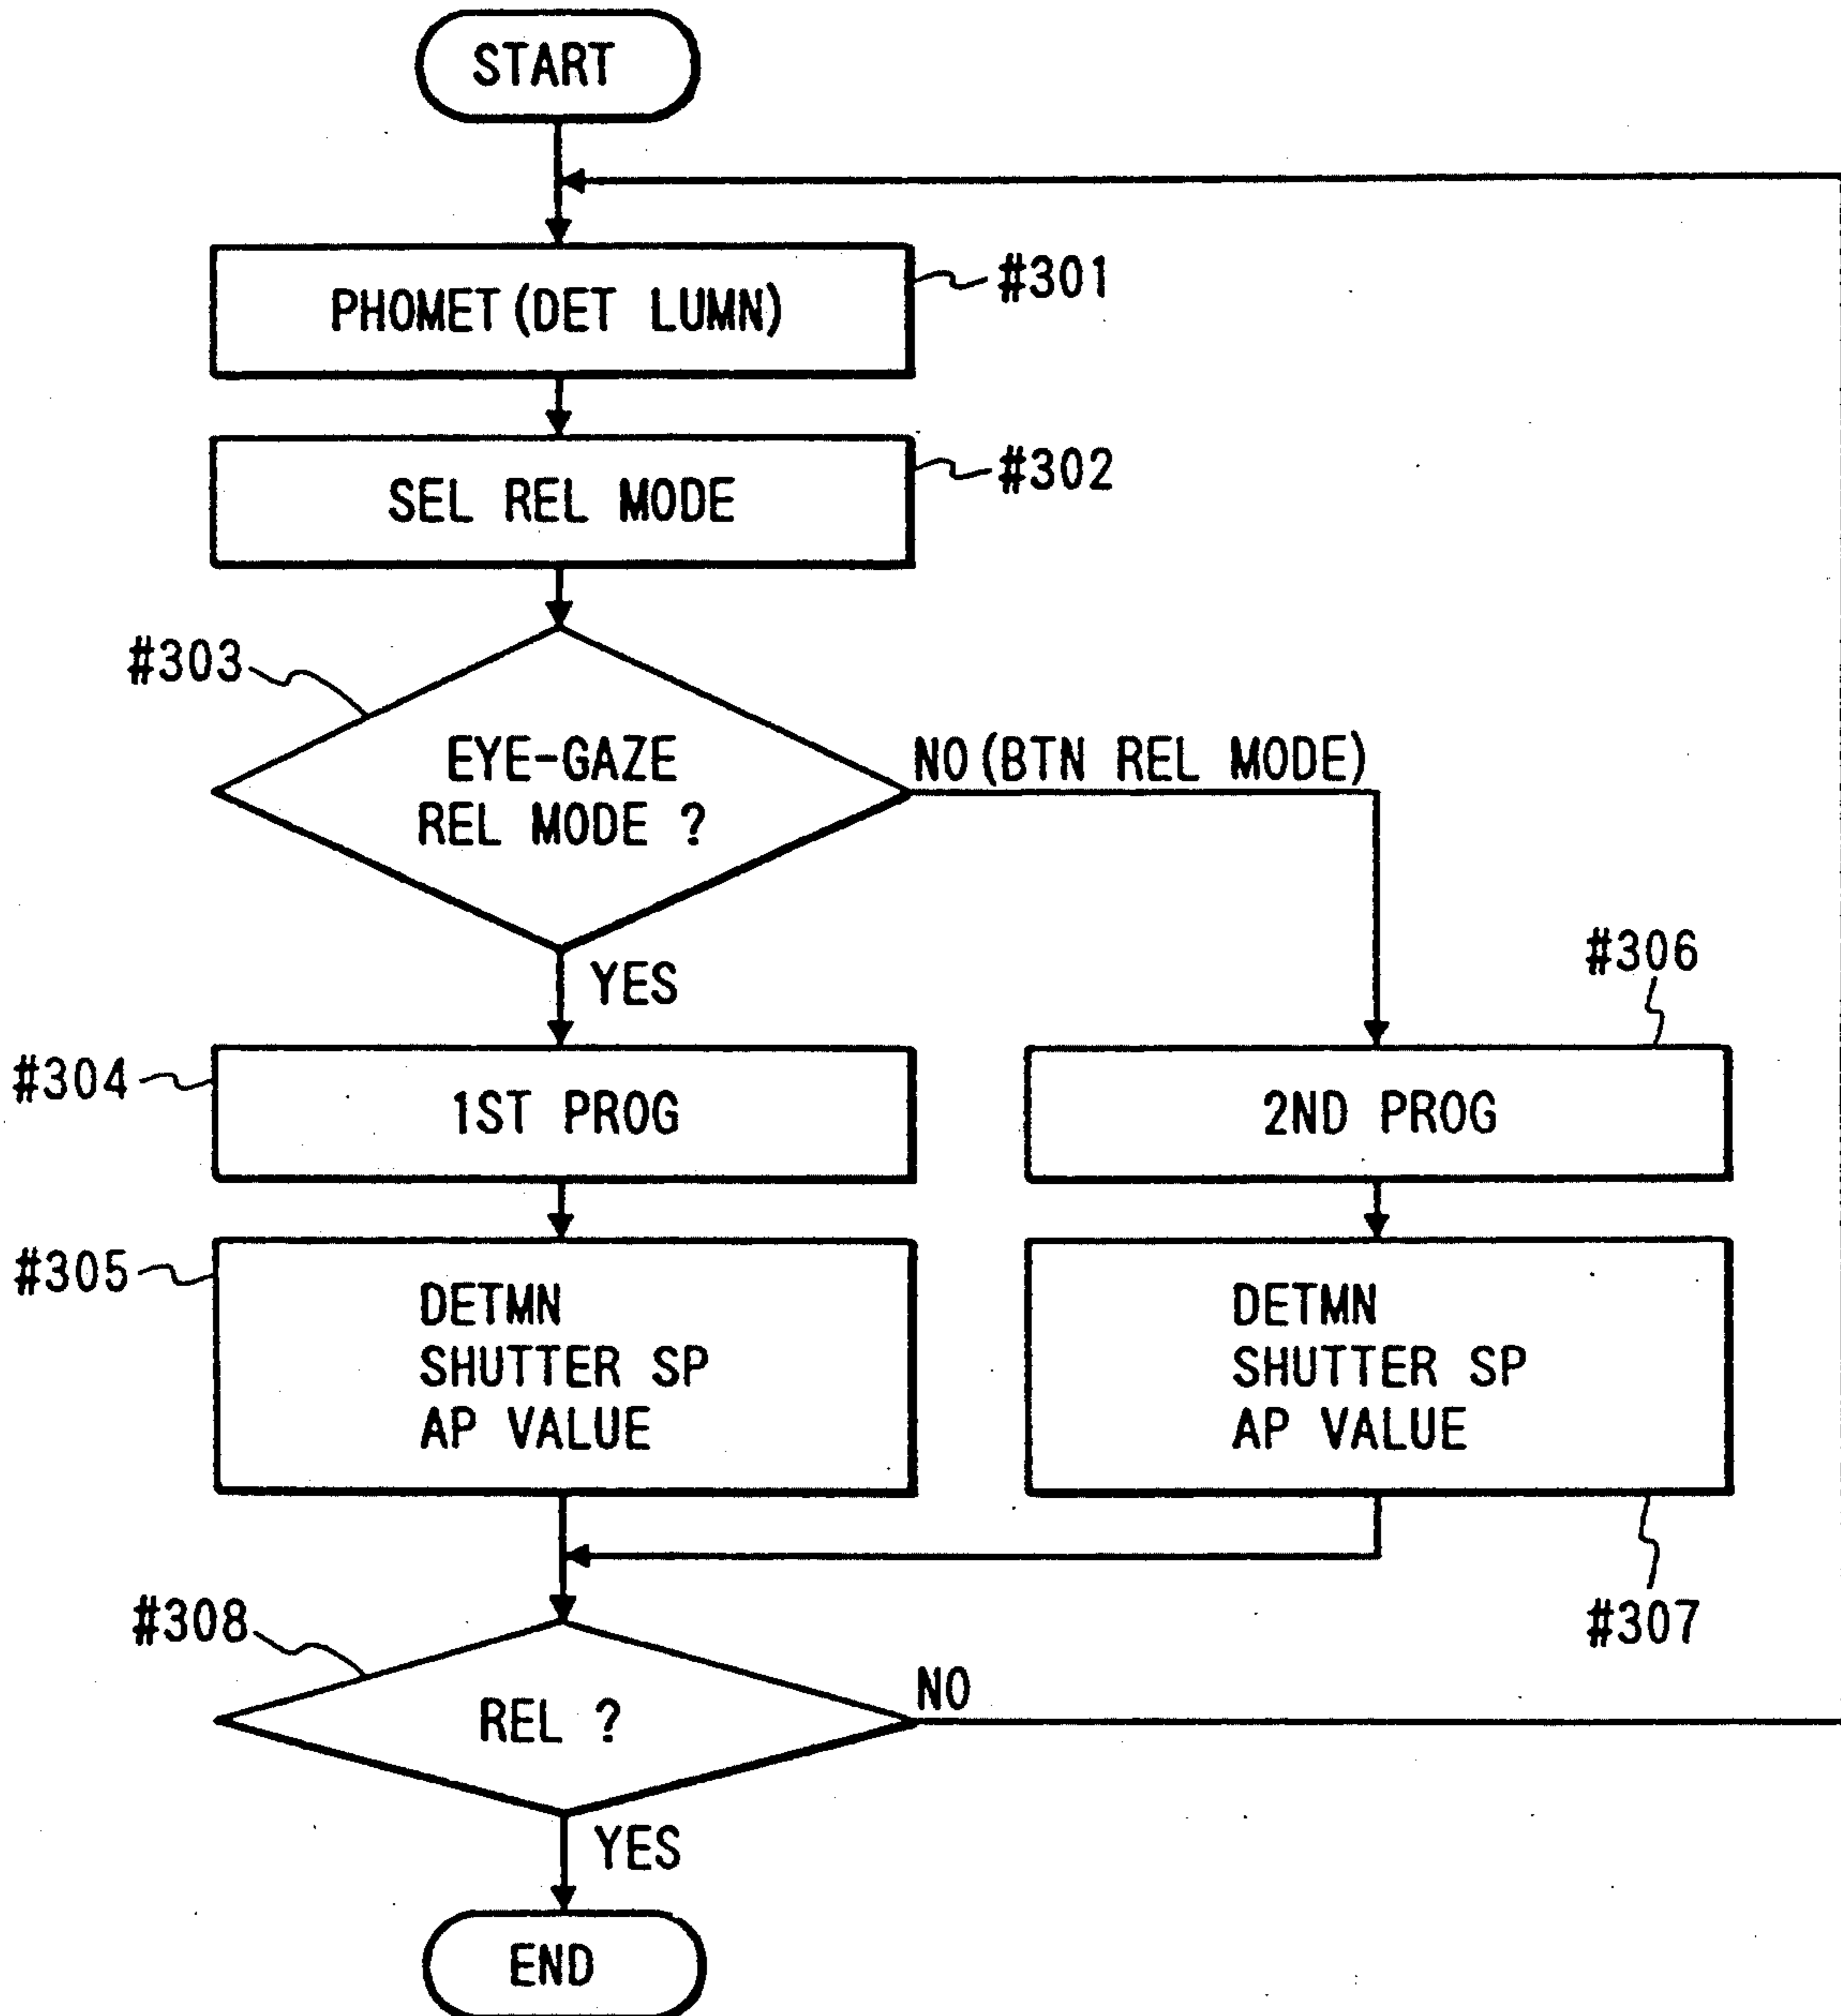 START
PHOMET(DET LUMN)
#301
SEL REL MODE
#302
#303
EYE-GAZE
REL MODE ?
NO(BTN REL MODE)
YES
#304
1ST PROG
#306
2ND PROG
#305
DETMN
SHUTTER SP
AP VALUE
DETMN
SHUTTER SP
AP VALUE
#307
#308
REL ?
NO
YES
END